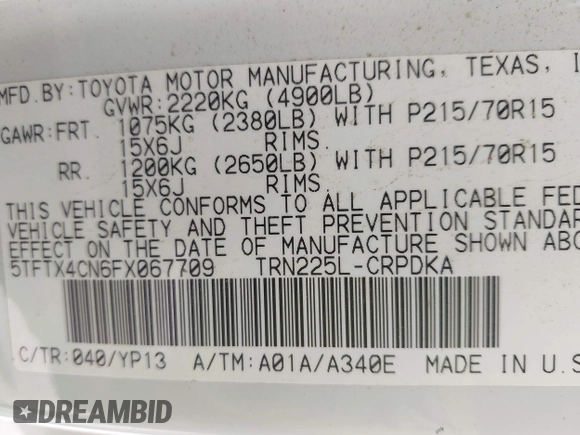 MFD.BY:TOYOTA MOTOR MANUFACTURING, TEXAS, I
GVWR:2220KG (4900LB)
GAWR:FRT. 1075KG (2380LB) WITH P215/70R15
15X6J RIMS.
RR. 1200KG (2650LB) WITH P215/70R15
15X6J RIMS.
THIS VEHICLE CONFORMS TO ALL APPLICABLE FED
VEHICLE SAFETY AND THEFT PREVENTION STANDAR
EFFECT ON THE DATE OF MANUFACTURE SHOWN ABO
5TFTX4CN6FX067709 TRN225L-CRPDKA
C/TR:040/YP13 A/TM:A01A/A340E MADE IN U.S
DREAMBID